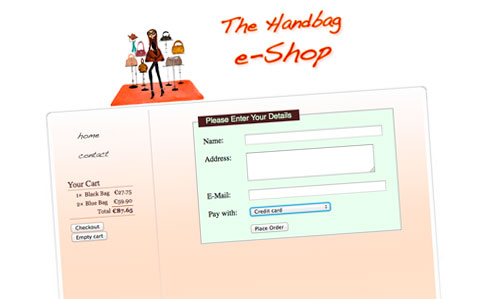 The Handbag
e-Shop
home
contact
Your Cart
1× Black Bag €27.75
2× Blue Bag €59.90
Total €87.65
Checkout
Empty cart
Please Enter Your Details
Name:
Address:
E-Mail:
Pay with: Credit card
Place Order